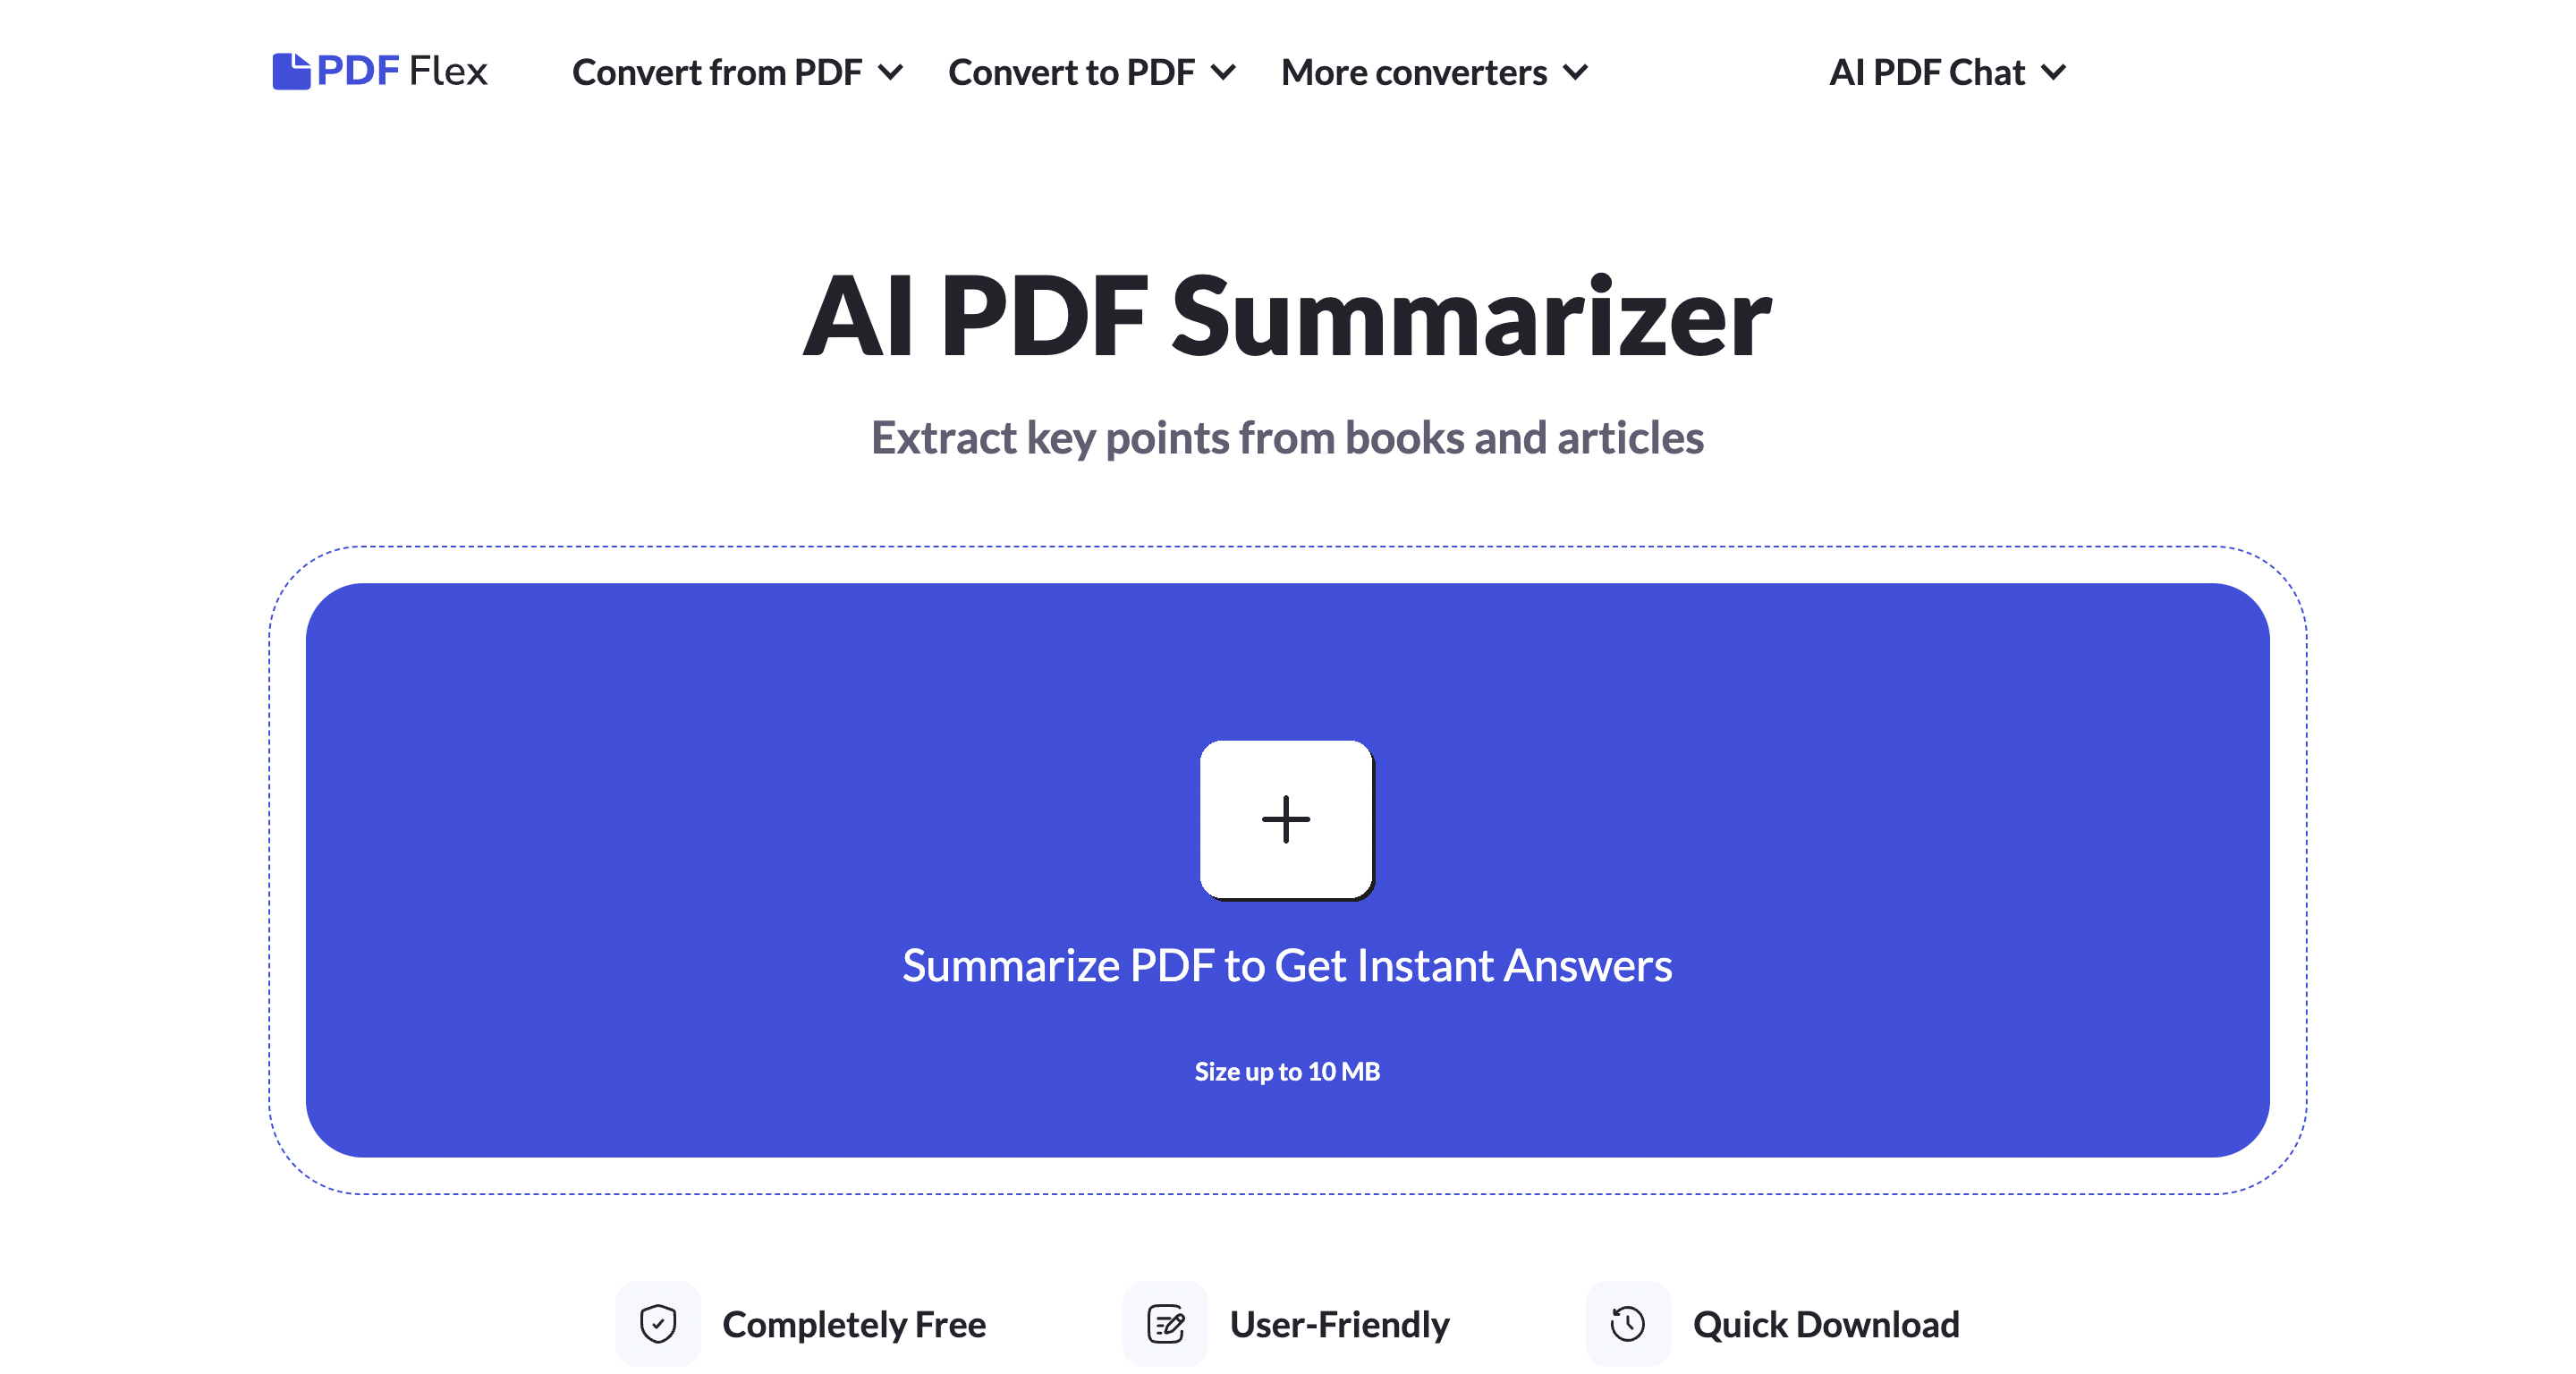 PDF Flex
Convert from PDF
Convert to PDF
More converters
AI PDF Chat
AI PDF Summarizer
Extract key points from books and articles
Summarize PDF to Get Instant Answers
Size up to 10 MB
Completely Free
User-Friendly
Quick Download